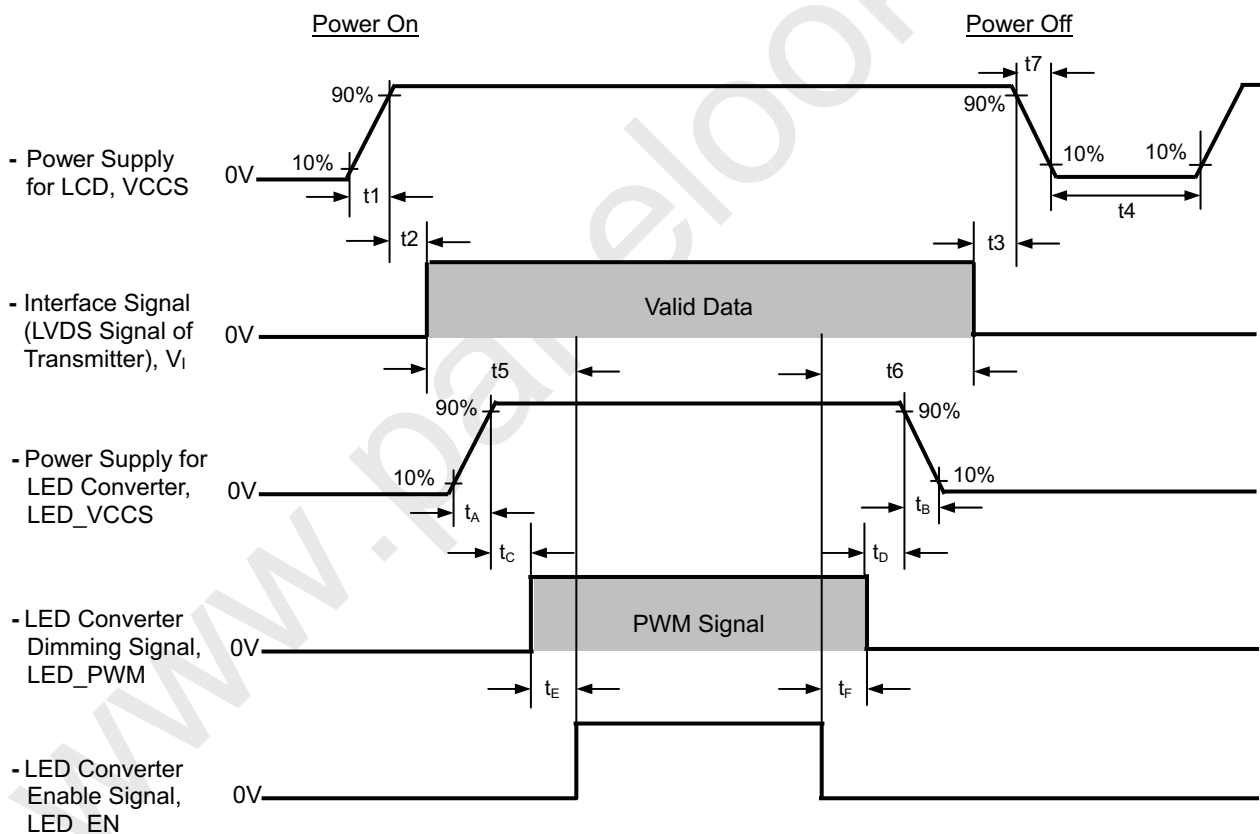 Power On
Power Off
t7
90%
90%
10%
10%
10%
- Power Supply
for LCD, VCCS
0V
t1
t4
t2
t3
Valid Data
- Interface Signal
(LVDS Signal of
Transmitter), VI
0V
t5
t6
90%
90%
- Power Supply for
LED Converter,
LED_VCCS
10%
10%
0V
tA
tB
tC
tD
- LED Converter
Dimming Signal,
LED_PWM
PWM Signal
0V
tE
tF
- LED Converter
Enable Signal,
LED_EN
0V